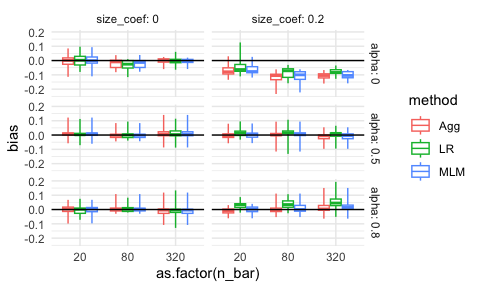 size_coef: 0 size_coef: 0.2
0.2
0.1
0.0
-0.1
-0.2
alpha: 0
0.2
0.1
0.0
-0.1
-0.2
alpha: 0.5
0.2
0.1
0.0
-0.1
-0.2
alpha: 0.8
bias
20 80 320 20 80 320
as.factor(n_bar)
method
Agg
LR
MLM